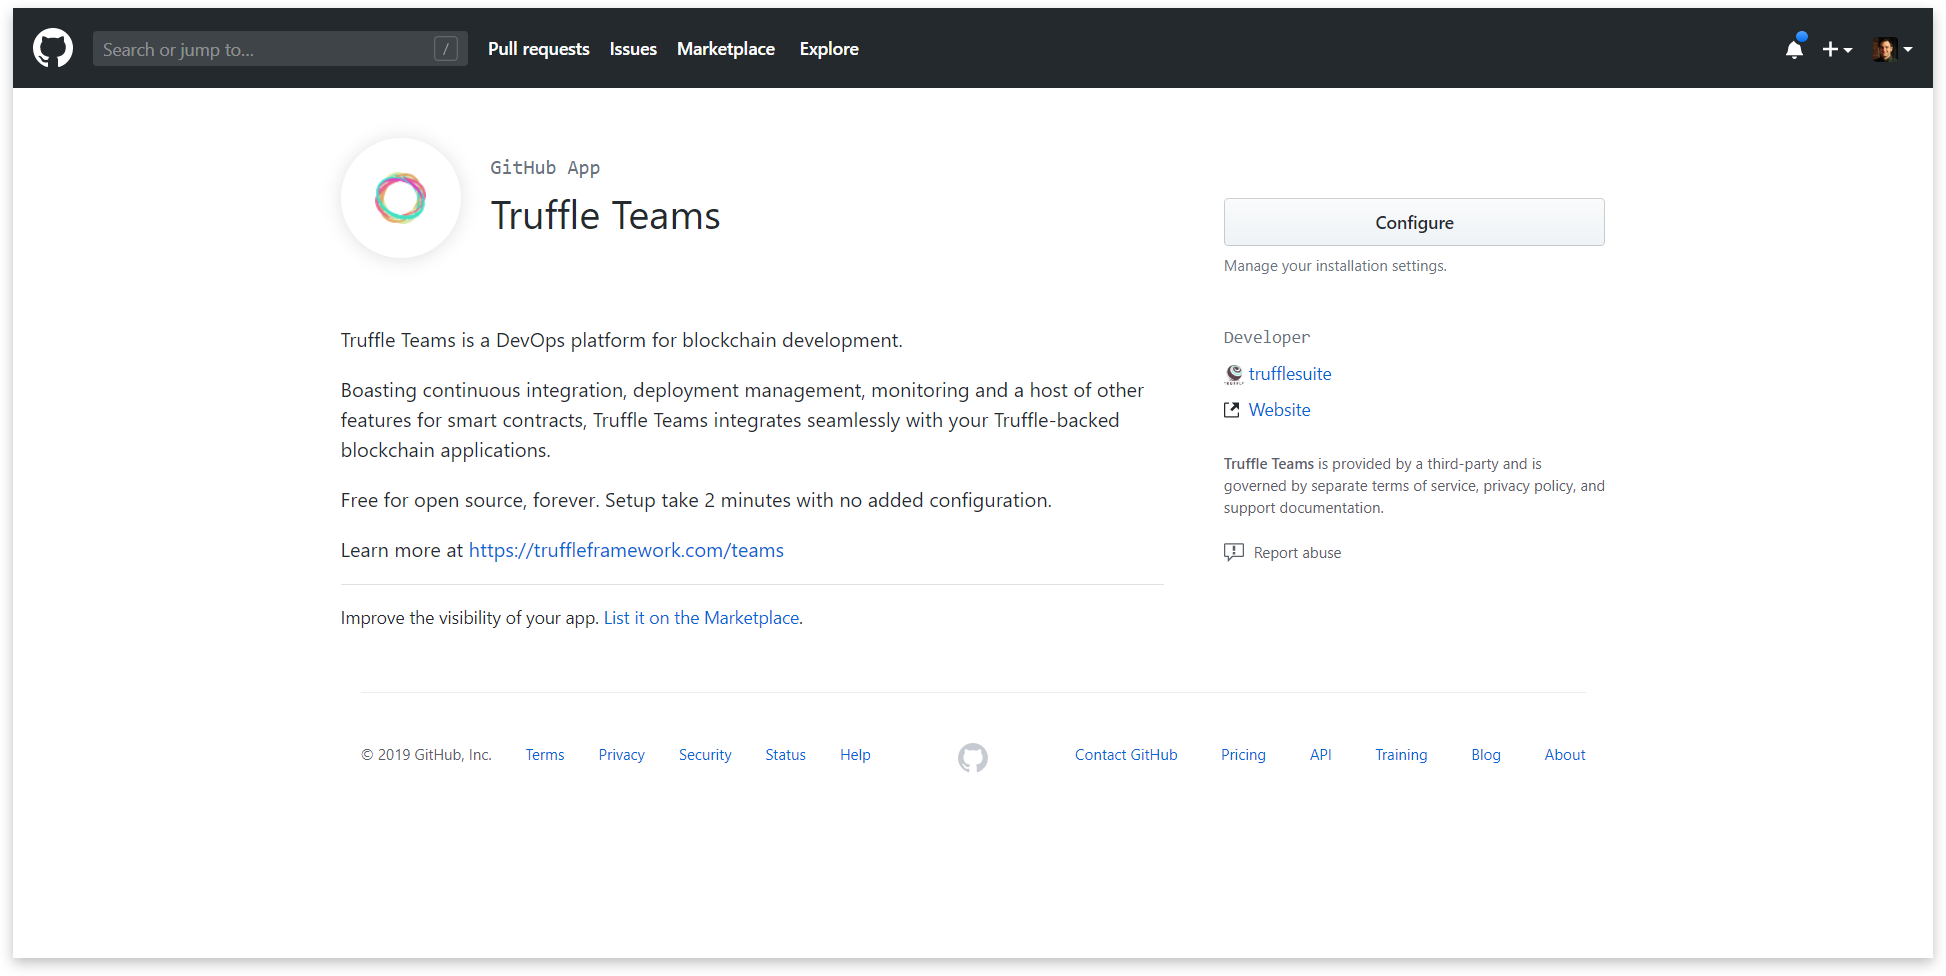 Search or jump to... /
Pull requests Issues Marketplace Explore
GitHub App
Truffle Teams
Configure
Manage your installation settings.
Truffle Teams is a DevOps platform for blockchain development.
Boasting continuous integration, deployment management, monitoring and a host of other
features for smart contracts, Truffle Teams integrates seamlessly with your Truffle-backed
blockchain applications.
Free for open source, forever. Setup take 2 minutes with no added configuration.
Learn more at https://truffleframework.com/teams
Improve the visibility of your app. List it on the Marketplace.
Developer
trufflesuite
Website
Truffle Teams is provided by a third-party and is
governed by separate terms of service, privacy policy, and
support documentation.
Report abuse
© 2019 GitHub, Inc. Terms Privacy Security Status Help Contact GitHub Pricing API Training Blog About